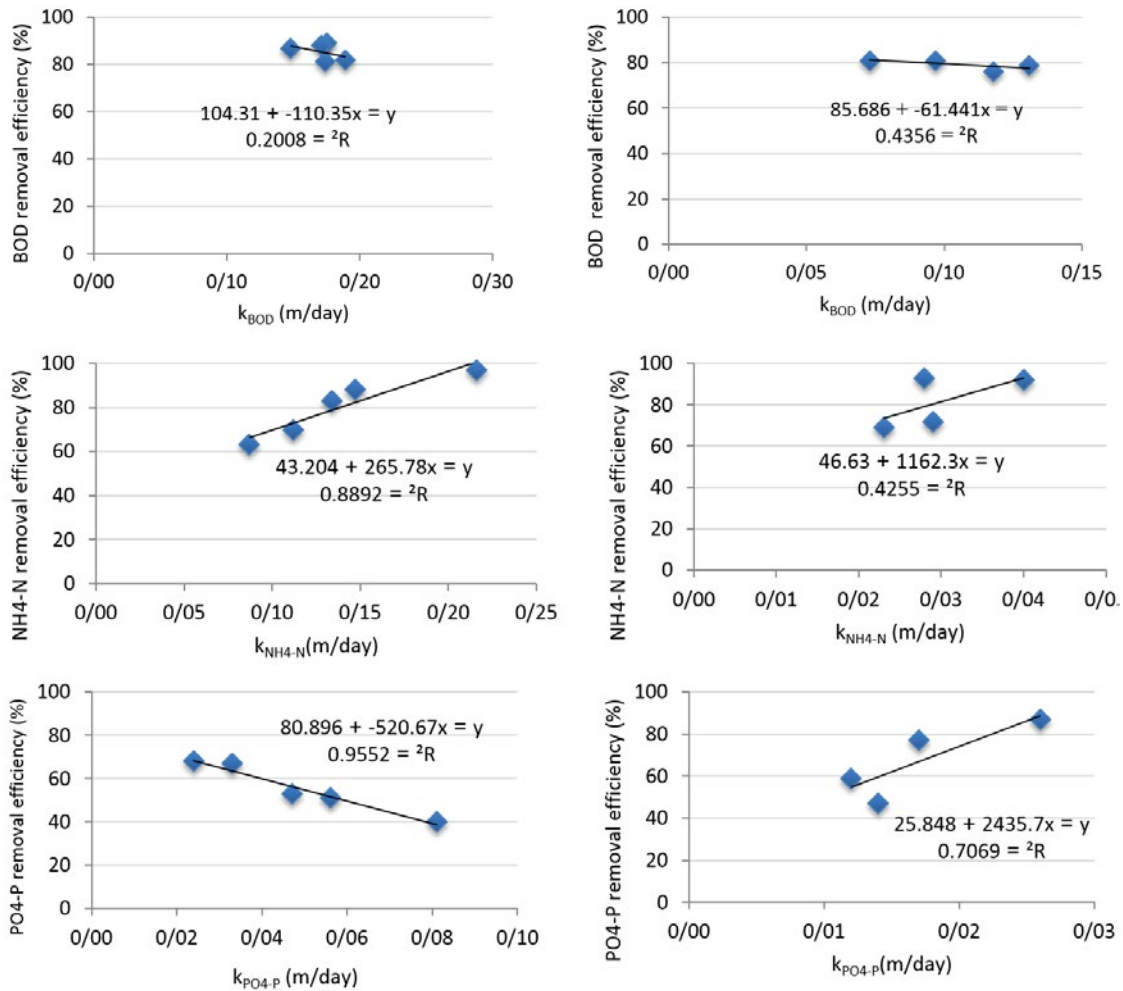 BOD removal efficiency (%)
100
80
60
40
20
0
104.31 + -110.35x = y
0.2008 = ²R
0/00 0/10 0/20 0/30
k_BOD (m/day)
BOD removal efficiency (%)
100
80
60
40
20
0
85.686 + -61.441x = y
0.4356 = ²R
0/00 0/05 0/10 0/15
k_BOD (m/day)
NH4-N removal efficiency (%)
100
80
60
40
20
0
43.204 + 265.78x = y
0.8892 = ²R
0/00 0/05 0/10 0/15 0/20 0/25
k_NH4-N(m/day)
NH4-N removal efficiency (%)
100
80
60
40
20
0
46.63 + 1162.3x = y
0.4255 = ²R
0/00 0/01 0/02 0/03 0/04
k_NH4-N (m/day)
PO4-P removal efficiency (%)
100
80
60
40
20
0
80.896 + -520.67x = y
0.9552 = ²R
0/00 0/02 0/04 0/06 0/08 0/10
k_PO4-P (m/day)
PO4-P removal efficiency (%)
100
80
60
40
20
0
25.848 + 2435.7x = y
0.7069 = ²R
0/00 0/01 0/02 0/03
k_PO4-P(m/day)